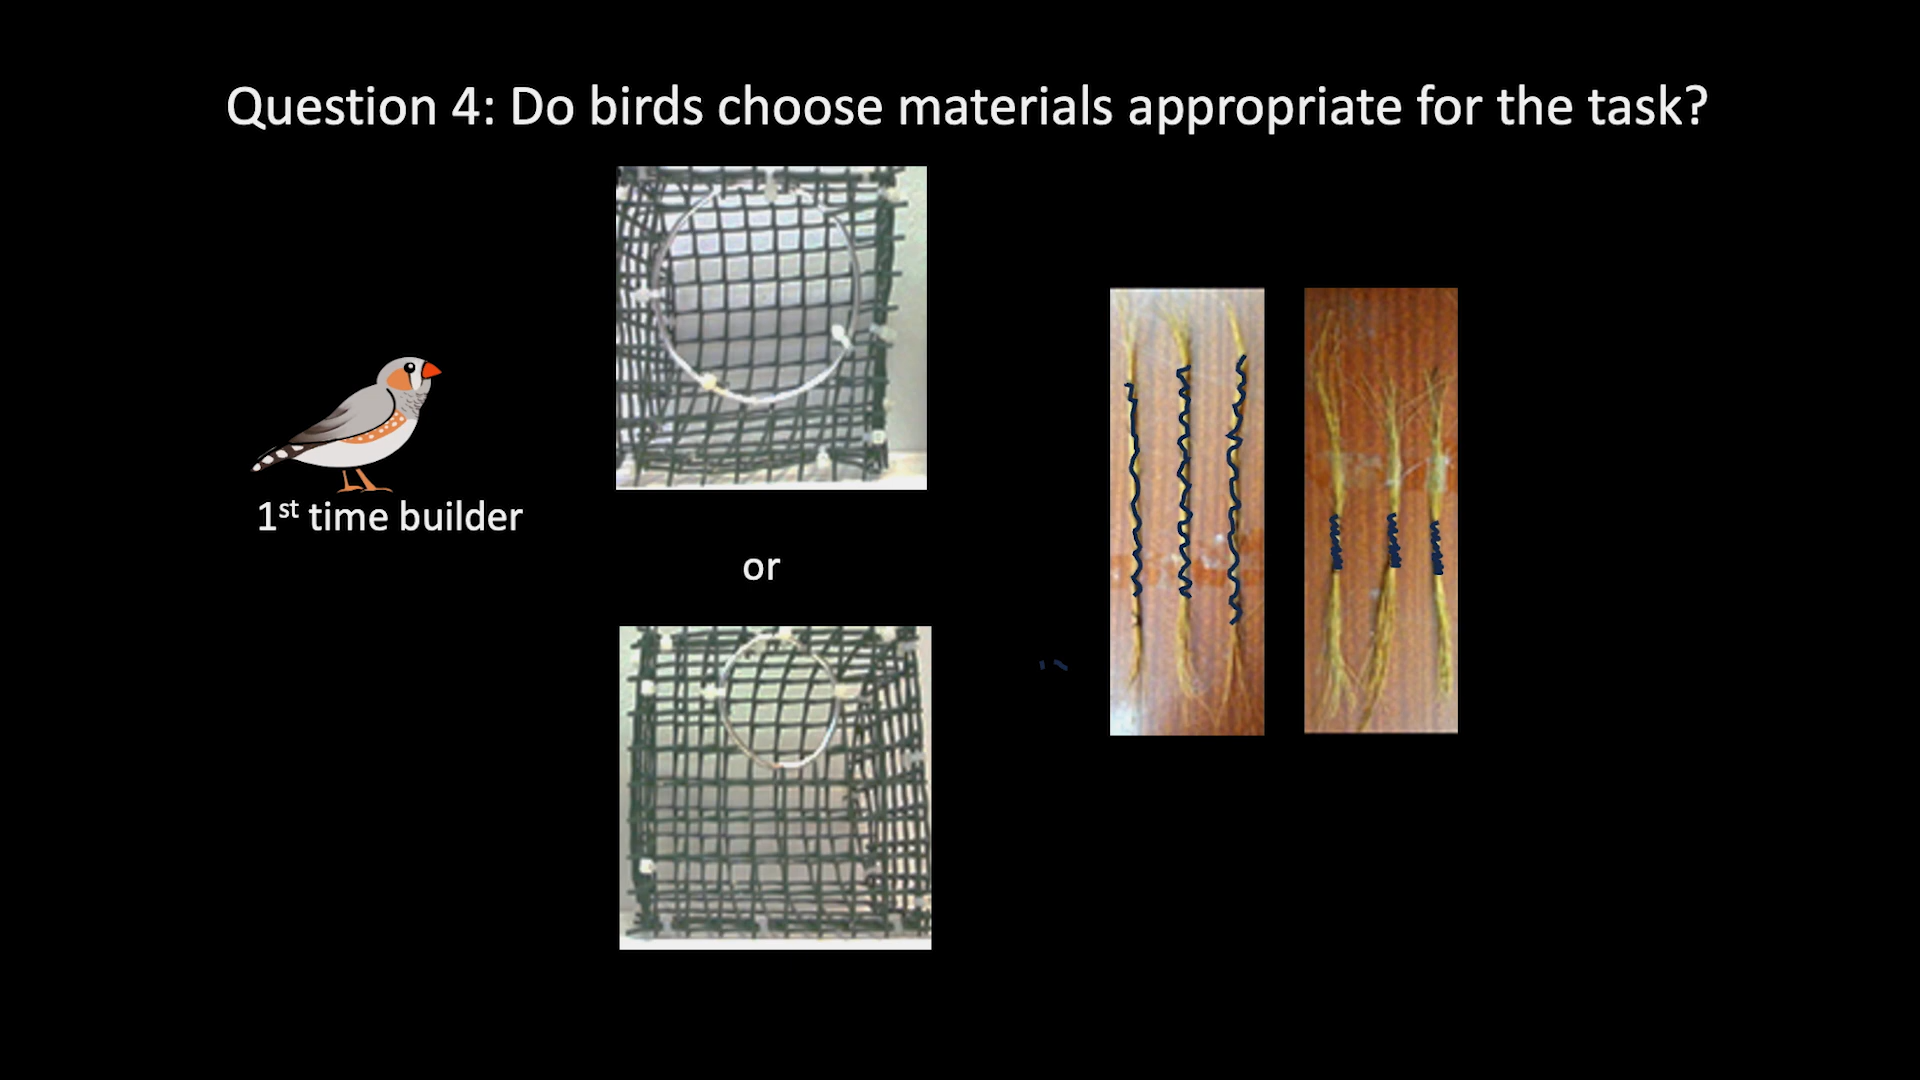 Question 4: Do birds choose materials appropriate for the task?
1st time builder
or